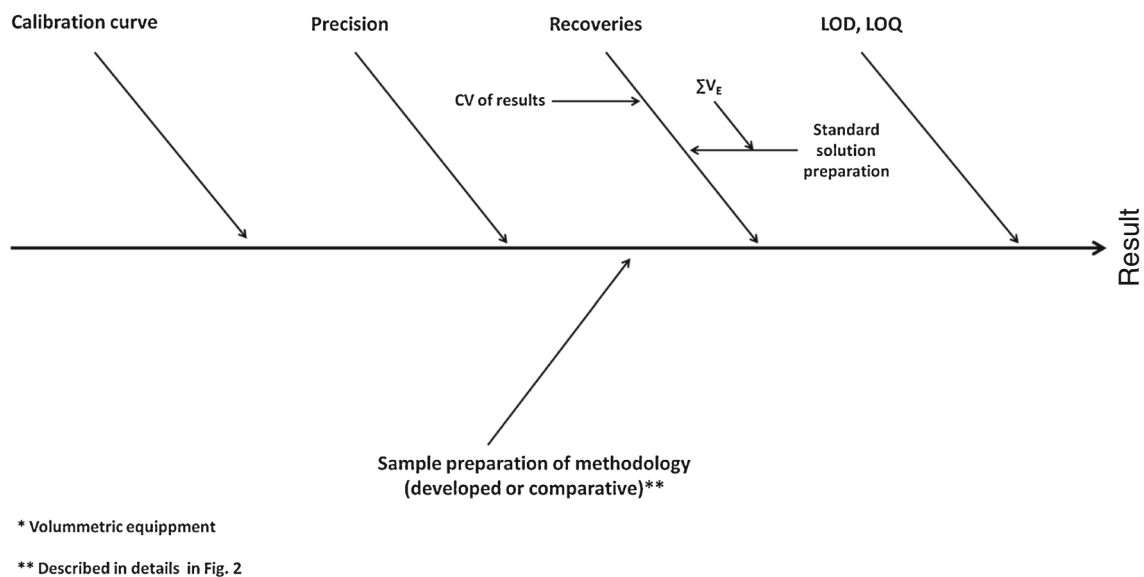 Calibration curve
Precision
Recoveries
LOD, LOQ
CV of results
∑VE
Standard
solution
preparation
Result
Sample preparation of methodology
(developed or comparative)**
* Volummetric equippment
** Described in details in Fig. 2